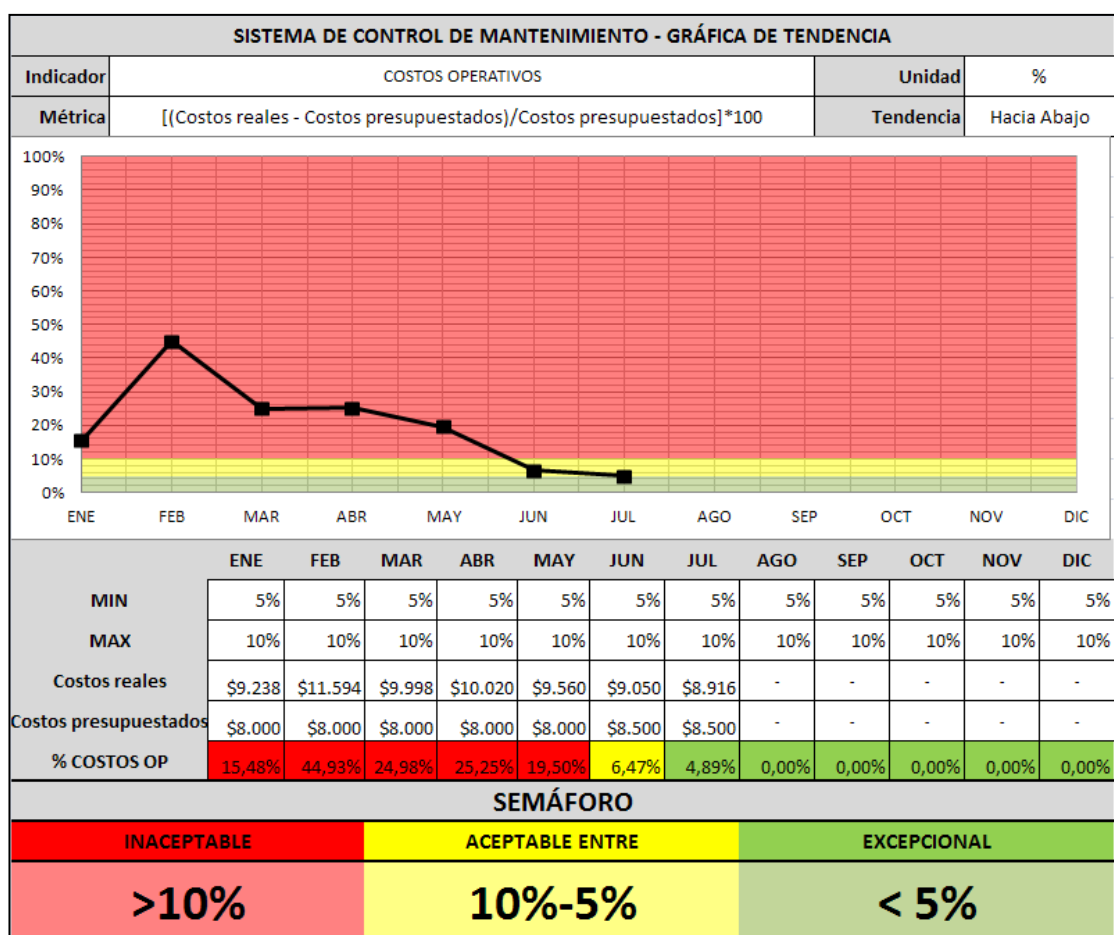 SISTEMA DE CONTROL DE MANTENIMIENTO - GRÁFICA DE TENDENCIA
Indicador COSTOS OPERATIVOS Unidad %
Métrica [(Costos reales - Costos presupuestados)/Costos presupuestados]*100 Tendencia Hacia Abajo
100%
90%
80%
70%
60%
50%
40%
30%
20%
10%
0%
ENE FEB MAR ABR MAY JUN JUL AGO SEP OCT NOV DIC
ENE FEB MAR ABR MAY JUN JUL AGO SEP OCT NOV DIC
MIN 5% 5% 5% 5% 5% 5% 5% 5% 5% 5% 5% 5%
MAX 10% 10% 10% 10% 10% 10% 10% 10% 10% 10% 10% 10%
Costos reales $9.238 $11.594 $9.998 $10.020 $9.560 $9.050 $8.916 - - - - -
Costos presupuestados $8.000 $8.000 $8.000 $8.000 $8.000 $8.500 $8.500 - - - - -
% COSTOS OP 15,48% 44,93% 24,98% 25,25% 19,50% 6,47% 4,89% 0,00% 0,00% 0,00% 0,00% 0,00%
SEMÁFORO
INACEPTABLE ACEPTABLE ENTRE EXCEPCIONAL
>10% 10%-5% < 5%